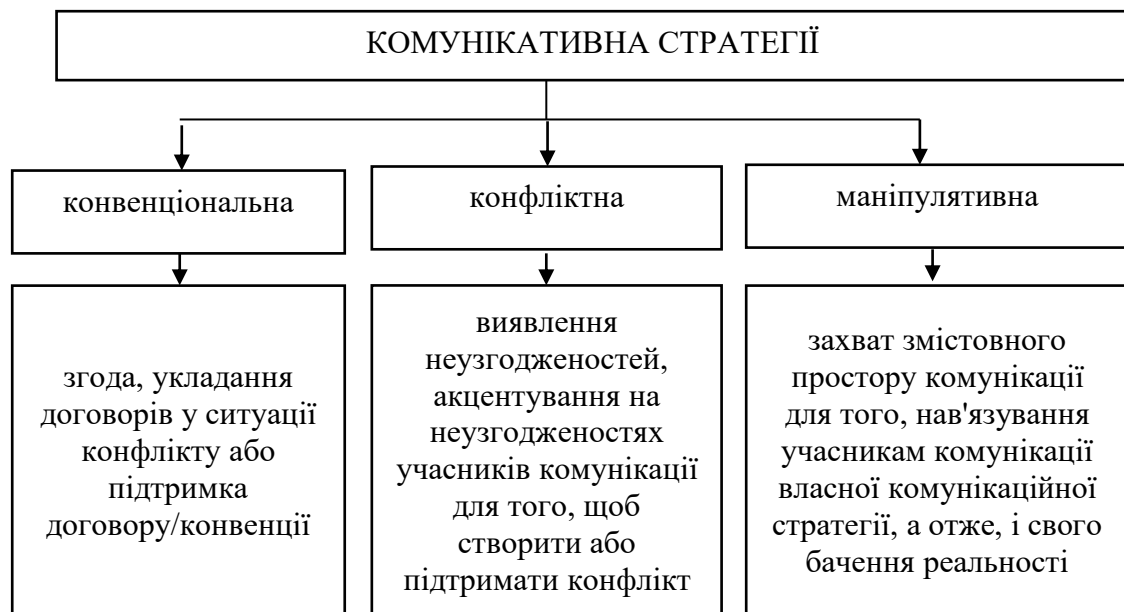 КОМУНІКАТИВНА СТРАТЕГІЇ
конвенціональна
конфліктна
маніпулятивна
згода, укладання
договорів у ситуації
конфлікту або
підтримка
договору/конвенції
виявлення
неузгодженостей,
акцентування на
неузгодженостях
учасників комунікації
для того, щоб
створити або
підтримати конфлікт
захват змістовного
простору комунікації
для того, нав'язування
учасникам комунікації
власної комунікаційної
стратегії, а отже, і свого
бачення реальності